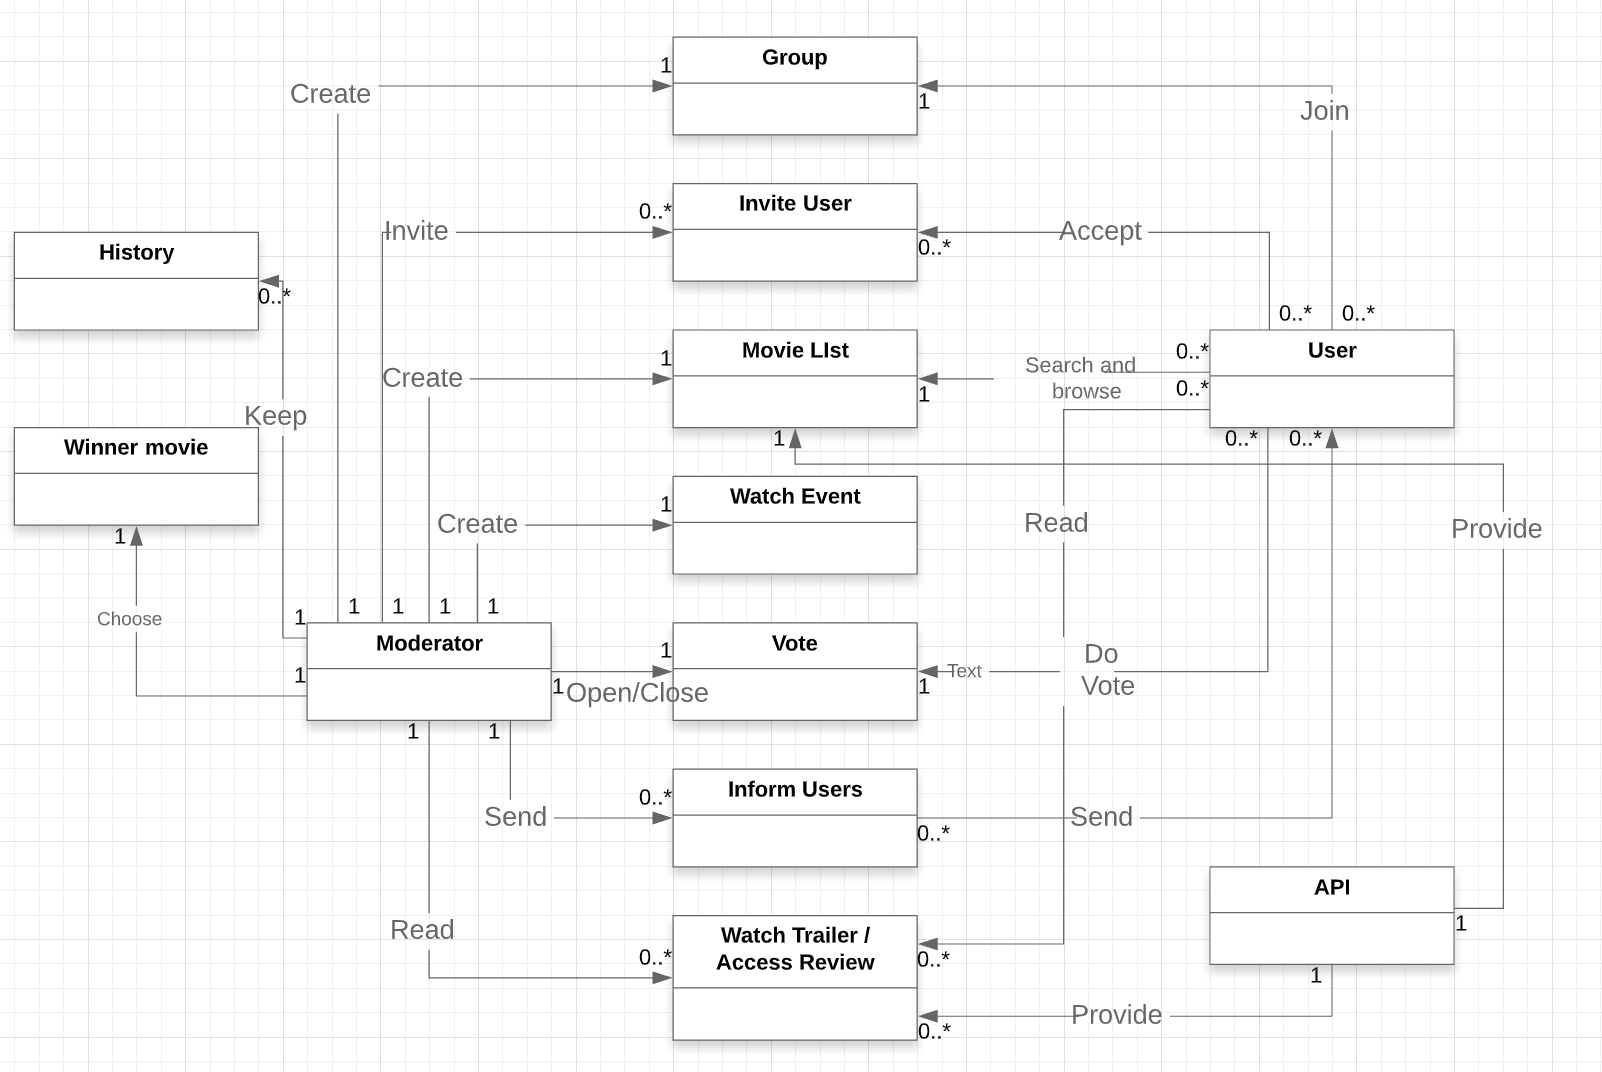 Group
1
Create
1
Join
Invite User
0..*
Invite
Accept
0..*
History
0..*
0..*
0..*
Movie LIst
1
Create
1
Search and
browse
0..*
0..*
User
Keep
Winner movie
1
1
0..*
0..*
Watch Event
1
Create
Read
Provide
Choose
1
1
1
1
1
Moderator
1
1
Open/Close
Vote
1
1
Text
Do
Vote
1
1
Inform Users
0..*
Send
0..*
Send
API
1
1
Read
Watch Trailer /
Access Review
0..*
0..*
0..*
Provide